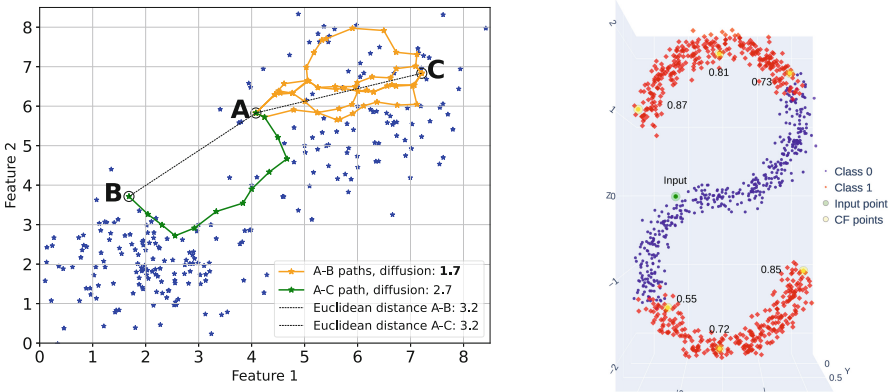 8
7
6
5
4
3
2
1
0
Feature 2
A
B
C
A–B paths, diffusion: 1.7
A–C path, diffusion: 2.7
Euclidean distance A-B: 3.2
Euclidean distance A-C: 3.2
0 1 2 3 4 5 6 7 8
Feature 1
2
1
Z0
−1
−2
0.81
0.73
0.87
Input
0.85
0.55
0.72
Class 0
Class 1
Input point
CF points
0
Y
0.5
1